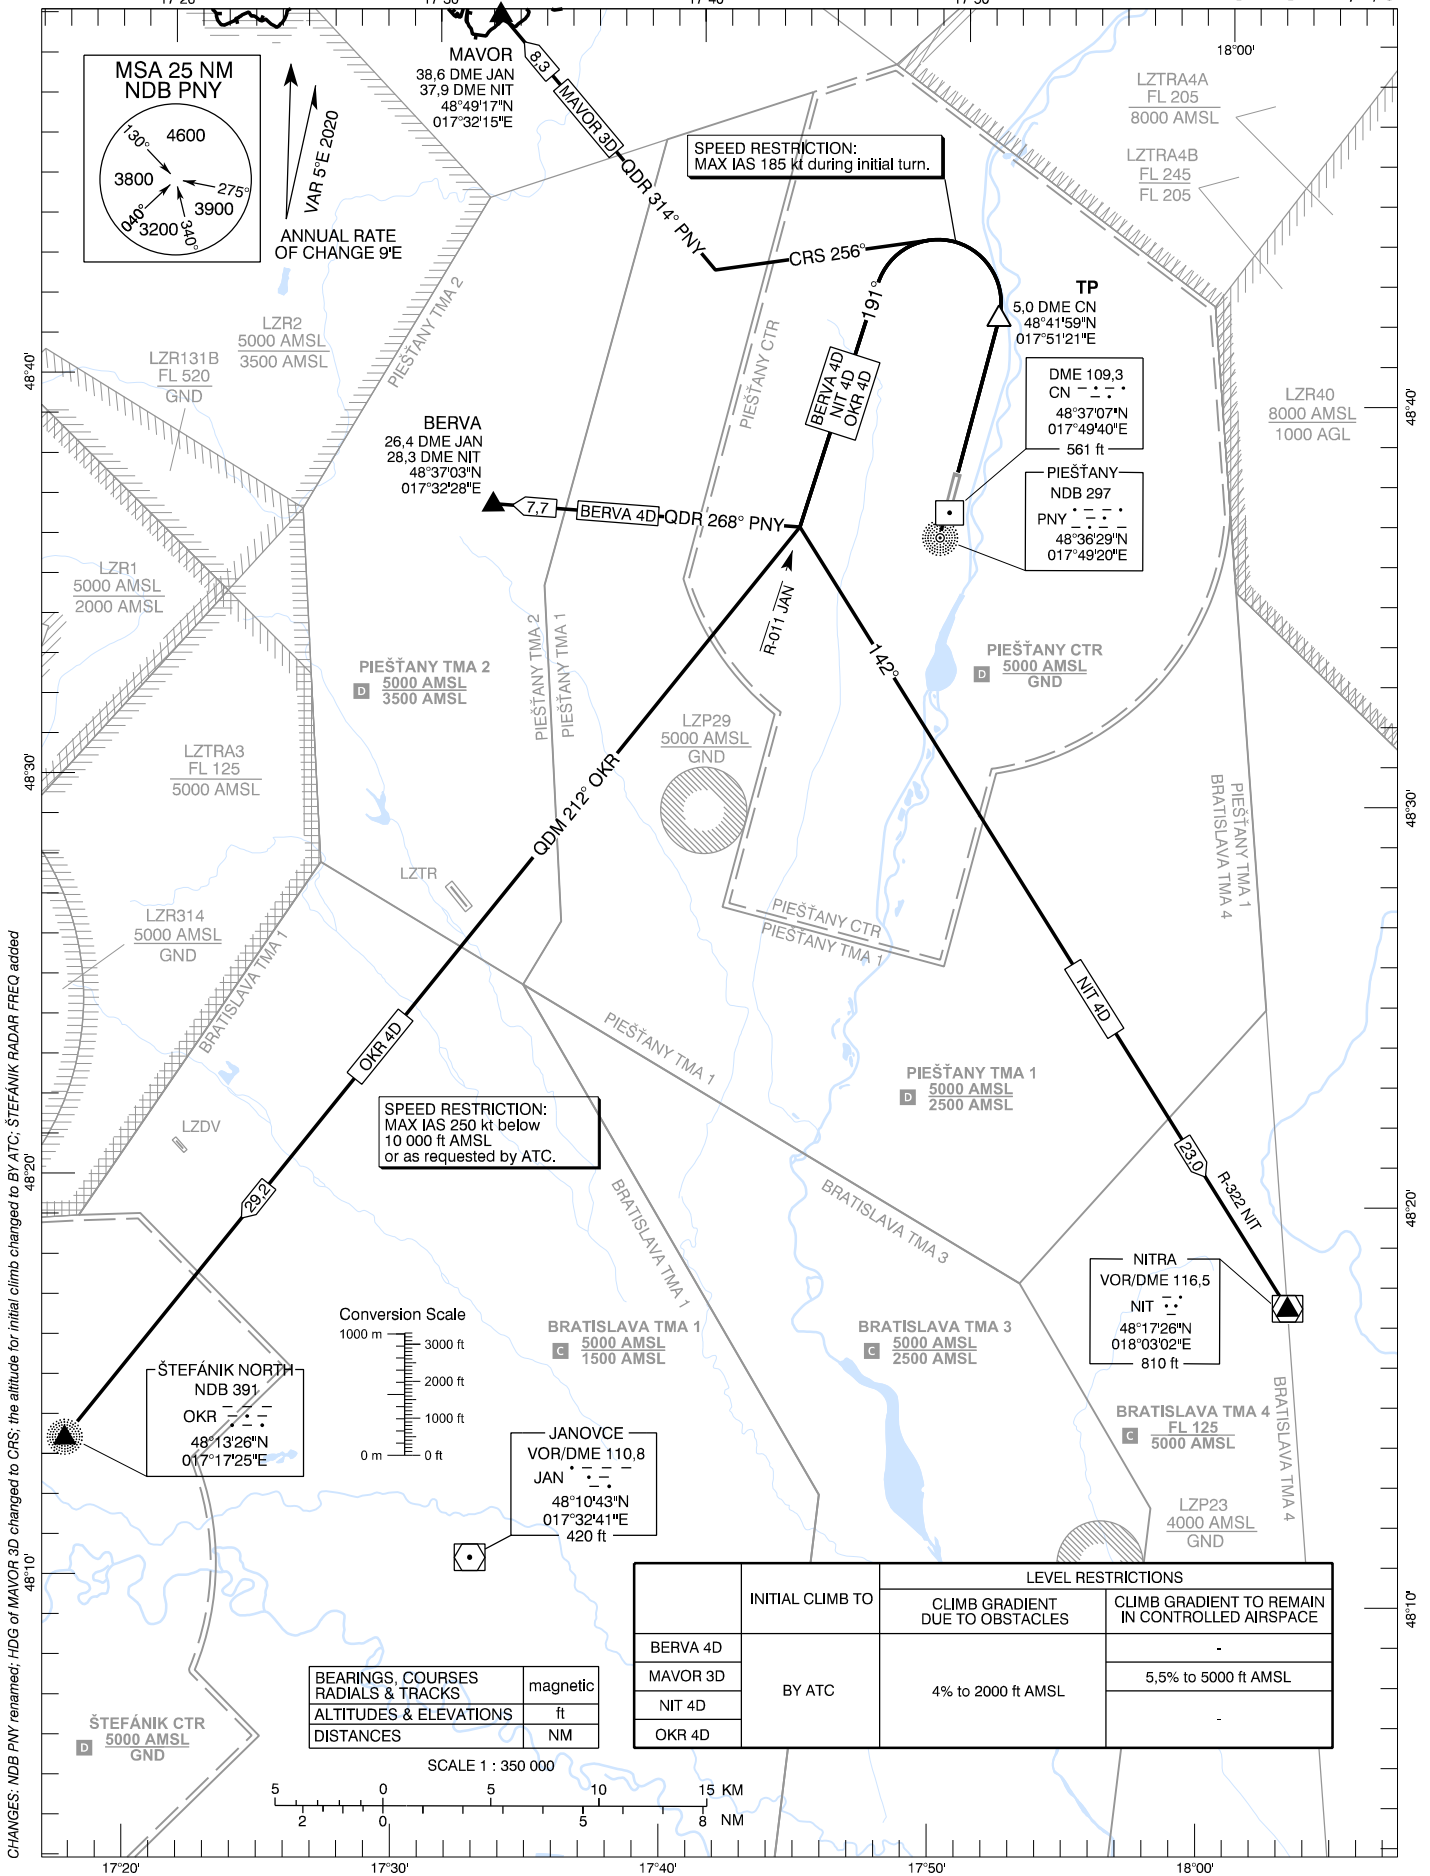 17°20'
17°30'
17°40'
17°50'
18°00'
MSA 25 NM
NDB PNY
130°
4600
3800
275°
3900
040°
3200
340°
VAR 5°E 2020
ANNUAL RATE
OF CHANGE 9'E
MAVOR
38,6 DME JAN
37,9 DME NIT
48°49'17"N
017°32'15"E
8,3
MAVOR 3D
QDR 314° PNY
SPEED RESTRICTION:
MAX IAS 185 kt during initial turn.
CRS 256°
191°
LZTRA4A
FL 205
8000 AMSL
LZTRA4B
FL 245
FL 205
TP
5,0 DME CN
48°41'59"N
017°51'21"E
DME 109,3
CN
48°37'07"N
017°49'40"E
561 ft
PIEŠŤANY
NDB 297
PNY
48°36'29"N
017°49'20"E
LZR40
8000 AMSL
1000 AGL
LZR2
5000 AMSL
3500 AMSL
LZR131B
FL 520
GND
PIEŠŤANY TMA 2
PIEŠŤANY CTR
48°40'
48°40'
BERVA 4D
NIT 4D
OKR 4D
BERVA
26,4 DME JAN
28,3 DME NIT
48°37'03"N
017°32'28"E
7,7
BERVA 4D
QDR 268° PNY
R-011 JAN
142°
LZR1
5000 AMSL
2000 AMSL
PIEŠŤANY TMA 2
D
5000 AMSL
3500 AMSL
PIEŠŤANY TMA 2
PIEŠŤANY TMA 1
PIEŠŤANY CTR
D
5000 AMSL
GND
LZP29
5000 AMSL
GND
LZTRA3
FL 125
5000 AMSL
48°30'
48°30'
QDM 212° OKR
PIEŠŤANY TMA 1
BRATISLAVA TMA 4
LZTR
LZR314
5000 AMSL
GND
BRATISLAVA TMA 1
PIEŠŤANY CTR
PIEŠŤANY TMA 1
NIT 4D
OKR 4D
PIEŠŤANY TMA 1
PIEŠŤANY TMA 1
D
5000 AMSL
2500 AMSL
SPEED RESTRICTION:
MAX IAS 250 kt below
10 000 ft AMSL
or as requested by ATC.
LZDV
48°20'
48°20'
29,2
23,0
R-322 NIT
BRATISLAVA TMA 1
BRATISLAVA TMA 3
NITRA
VOR/DME 116,5
NIT
48°17'26"N
018°03'02"E
810 ft
Conversion Scale
1000 m
3000 ft
2000 ft
1000 ft
0 m
0 ft
BRATISLAVA TMA 1
C
5000 AMSL
1500 AMSL
BRATISLAVA TMA 3
C
5000 AMSL
2500 AMSL
ŠTEFÁNIK NORTH
NDB 391
OKR
48°13'26"N
017°17'25"E
BRATISLAVA TMA 4
C
FL 125
5000 AMSL
BRATISLAVA TMA 4
JANOVCE
VOR/DME 110,8
JAN
48°10'43"N
017°32'41"E
420 ft
LZP23
4000 AMSL
GND
48°10'
48°10'
INITIAL CLIMB TO
LEVEL RESTRICTIONS
CLIMB GRADIENT
DUE TO OBSTACLES
CLIMB GRADIENT TO REMAIN
IN CONTROLLED AIRSPACE
BERVA 4D
-
MAVOR 3D
BY ATC
4% to 2000 ft AMSL
5,5% to 5000 ft AMSL
NIT 4D
-
OKR 4D
BEARINGS, COURSES
RADIALS & TRACKS
magnetic
ALTITUDES & ELEVATIONS
ft
DISTANCES
NM
ŠTEFÁNIK CTR
D
5000 AMSL
GND
SCALE 1 : 350 000
5 0 5 10 15 KM
2 0 5 8 NM
17°20'
17°30'
17°40'
17°50'
18°00'
CHANGES: NDB PNY renamed; HDG of MAVOR 3D changed to CRS; the altitude for initial climb changed to BY ATC; ŠTEFÁNIK RADAR FREQ added